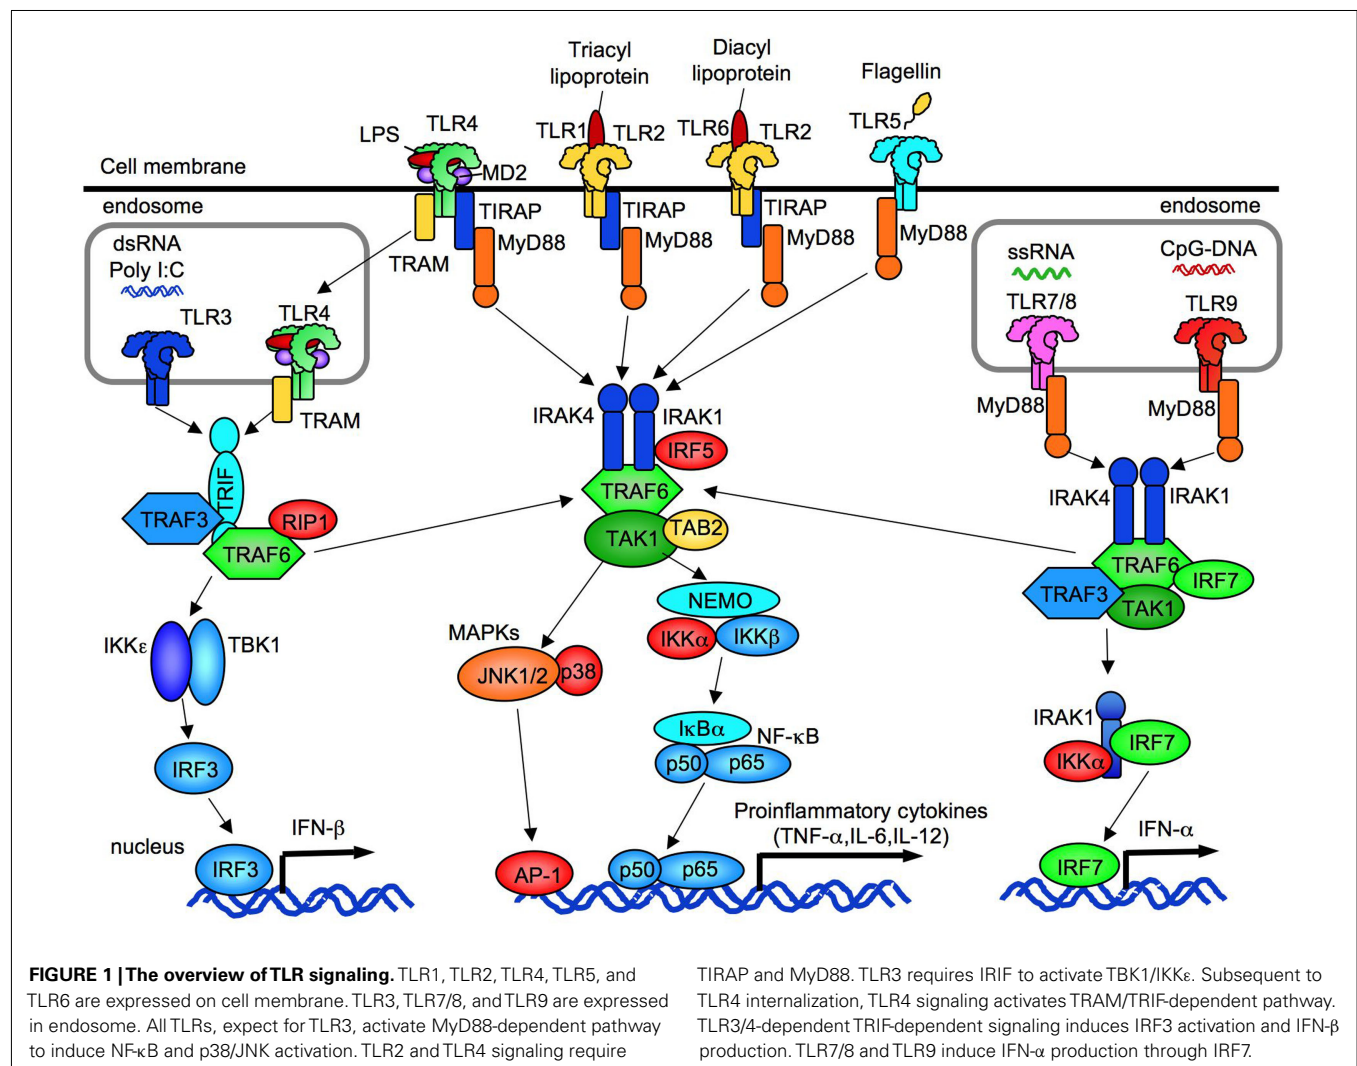 Triacyl
lipoprotein
Diacyl
lipoprotein
Flagellin
LPS
TLR4
TLR1
TLR2
TLR6
TLR2
TLR5
MD2
Cell membrane
endosome
endosome
TIRAP
MyD88
TRAM
TIRAP
MyD88
TIRAP
MyD88
MyD88
dsRNA
Poly I:C
TLR3
TLR4
TRAM
ssRNA
TLR7/8
CpG-DNA
TLR9
MyD88
MyD88
IRAK4
IRAK1
IRF5
TRAF6
TAK1
TAB2
TRIF
TRAF3
RIP1
TRAF6
IRAK4
IRAK1
TRAF6
TRAF3
TAK1
IRF7
IKKε
TBK1
MAPKs
JNK1/2
p38
NEMO
IKKα
IKKβ
IκBα
NF-κB
p50
p65
IRAK1
IKKα
IRF7
IRF3
nucleus
IRF3
IFN-β
AP-1
p50
p65
Proinflammatory cytokines
(TNF-α,IL-6,IL-12)
IRF7
IFN-α
FIGURE 1 | The overview of TLR signaling. TLR1, TLR2, TLR4, TLR5, and
TLR6 are expressed on cell membrane. TLR3, TLR7/8, and TLR9 are expressed
in endosome. All TLRs, expect for TLR3, activate MyD88-dependent pathway
to induce NF-κB and p38/JNK activation. TLR2 and TLR4 signaling require
TIRAP and MyD88. TLR3 requires IRIF to activate TBK1/IKKε. Subsequent to
TLR4 internalization, TLR4 signaling activates TRAM/TRIF-dependent pathway.
TLR3/4-dependent TRIF-dependent signaling induces IRF3 activation and IFN-β
production. TLR7/8 and TLR9 induce IFN-α production through IRF7.